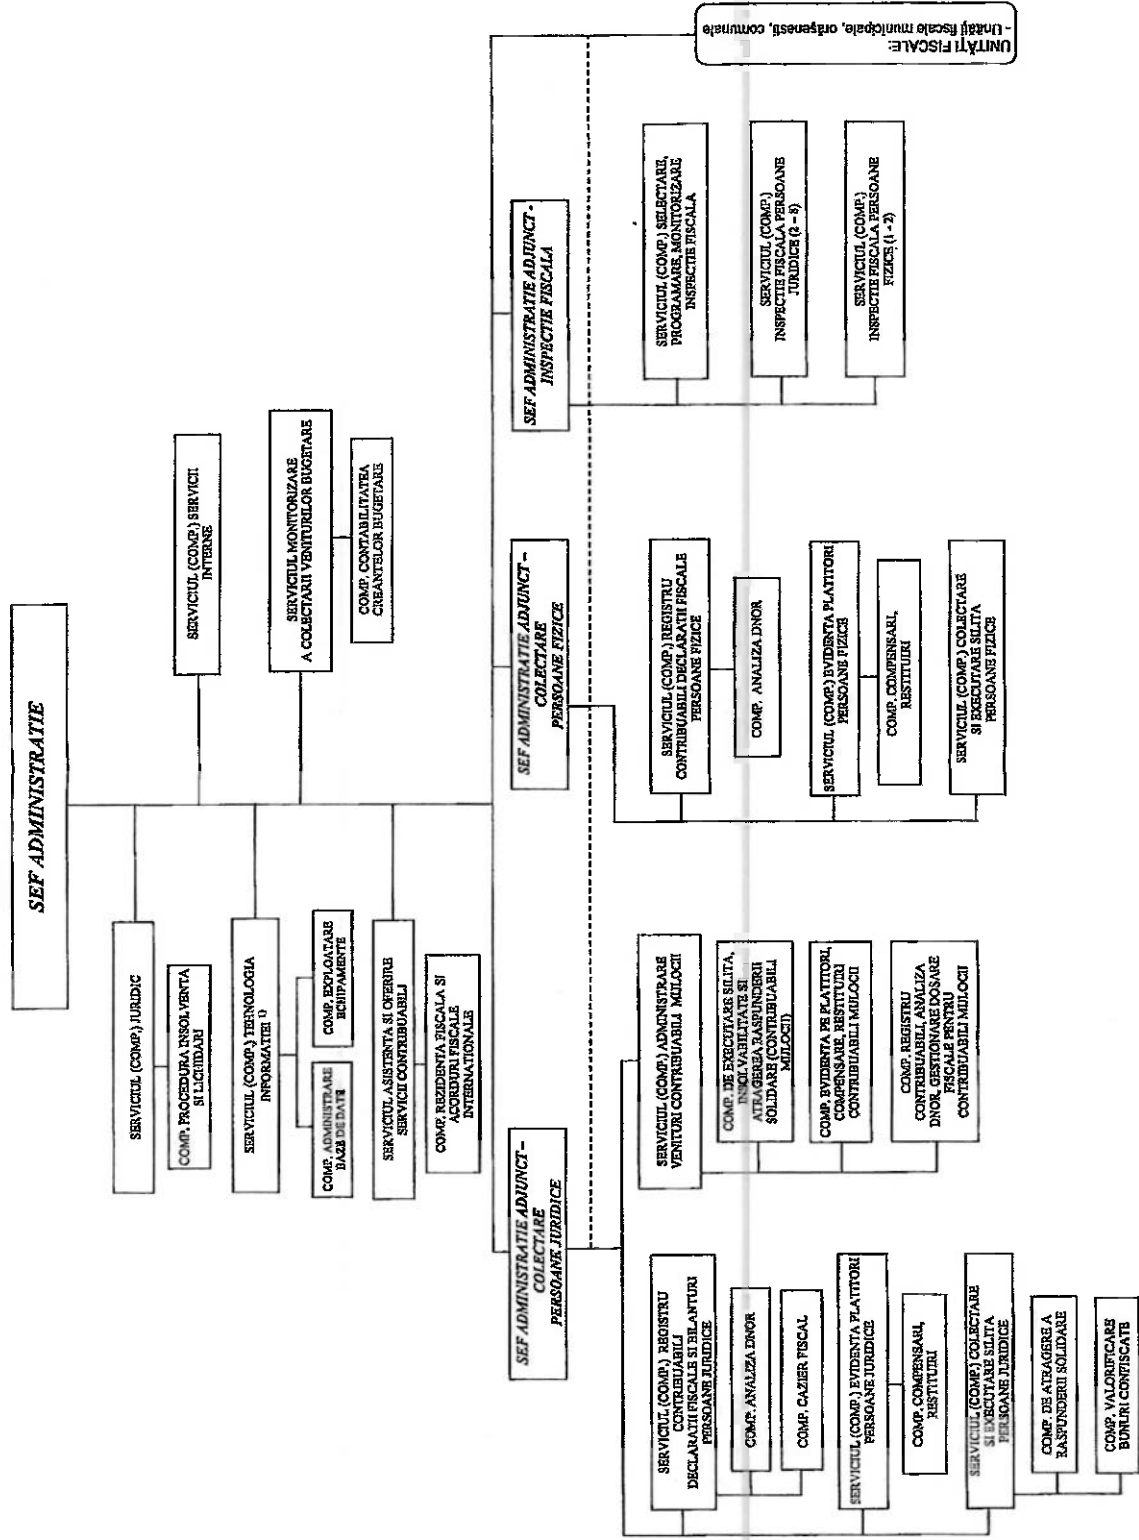 SEF ADMINISTRATIE
SERVICIUL (COMP.) JURIDIC
COMP. PROCEDURA INSOLVENTA
SI LICHIDARI
SERVICIUL (COMP.) TEHNOLOGIA
INFORMATIEI 1)
COMP. ADMINISTRARE
BAZE DE DATE
COMP. EXPLOATARE
ECHIPAMENTE
SERVICIUL ASISTENTA SI OFERIRE
SERVICII CONTRIBUABILI
COMP. REZIDENTA FISCALA SI
ACORDURI FISCALE
INTERNATIONALE
SERVICIUL (COMP.) SERVICII
INTERNE
SERVICIUL MONITORIZARE
A COLECTARII VENITURILOR BUGETARE
COMP. CONTABILITATEA
CREANTELOR BUGETARE
SEF ADMINISTRATIE ADJUNCT –
COLECTARE
PERSOANE JURIDICE
SERVICIUL (COMP.) REGISTRU
CONTRIBUABILI
DECLARATII FISCALE SI BILANTURI
PERSOANE JURIDICE
COMP. ANALIZA DNOR
COMP. CAZIER FISCAL
SERVICIUL (COMP.) EVIDENTA PLATITORI
PERSOANE JURIDICE
COMP. COMPENSARI,
RESTITUIRI
SERVICIUL (COMP.) COLECTARE
SI EXECUTARE SILITA
PERSOANE JURIDICE
COMP. DE ATRAGERE A
RASPUNDERII SOLIDARE
COMP. VALORIFICARE
BUNURI CONFISCATE
SERVICIUL (COMP.) ADMINISTRARE
VENITURI CONTRIBUABILI MIJLOCII
COMP. DE EXECUTARE SILITA,
INSOLVABILITATE SI
ATRAGEREA RASPUNDERII
SOLIDARE (CONTRIBUABILI
MIJLOCII)
COMP. EVIDENTA PE PLATITORI,
COMPENSARE, RESTITUIRI
CONTRIBUABILI MIJLOCII
COMP. REGISTRU
CONTRIBUABILI, ANALIZA
DNOR, GESTIONARE DOSARE
FISCALE PENTRU
CONTRIBUABILI MIJLOCII
SEF ADMINISTRATIE ADJUNCT –
COLECTARE
PERSOANE FIZICE
SERVICIUL (COMP.) REGISTRU
CONTRIBUABILI DECLARATII FISCALE
PERSOANE FIZICE
COMP. ANALIZA DNOR
SERVICIUL (COMP.) EVIDENTA PLATITORI
PERSOANE FIZICE
COMP. COMPENSARI,
RESTITUIRI
SERVICIUL (COMP.) COLECTARE
SI EXECUTARE SILITA
PERSOANE FIZICE
SEF ADMINISTRATIE ADJUNCT -
INSPECTIE FISCALA
SERVICIUL (COMP.) SELECTARE,
PROGRAMARE, MONITORIZARE
INSPECTIE FISCALA
SERVICIUL (COMP.)
INSPECTIE FISCALA PERSOANE
JURIDICE (2 – 8)
SERVICIUL (COMP.)
INSPECTIE FISCALA PERSOANE
FIZICE (1 - 2)
UNITĂȚI FISCALE:
- Unități fiscale municipale, orășenesti, comunale